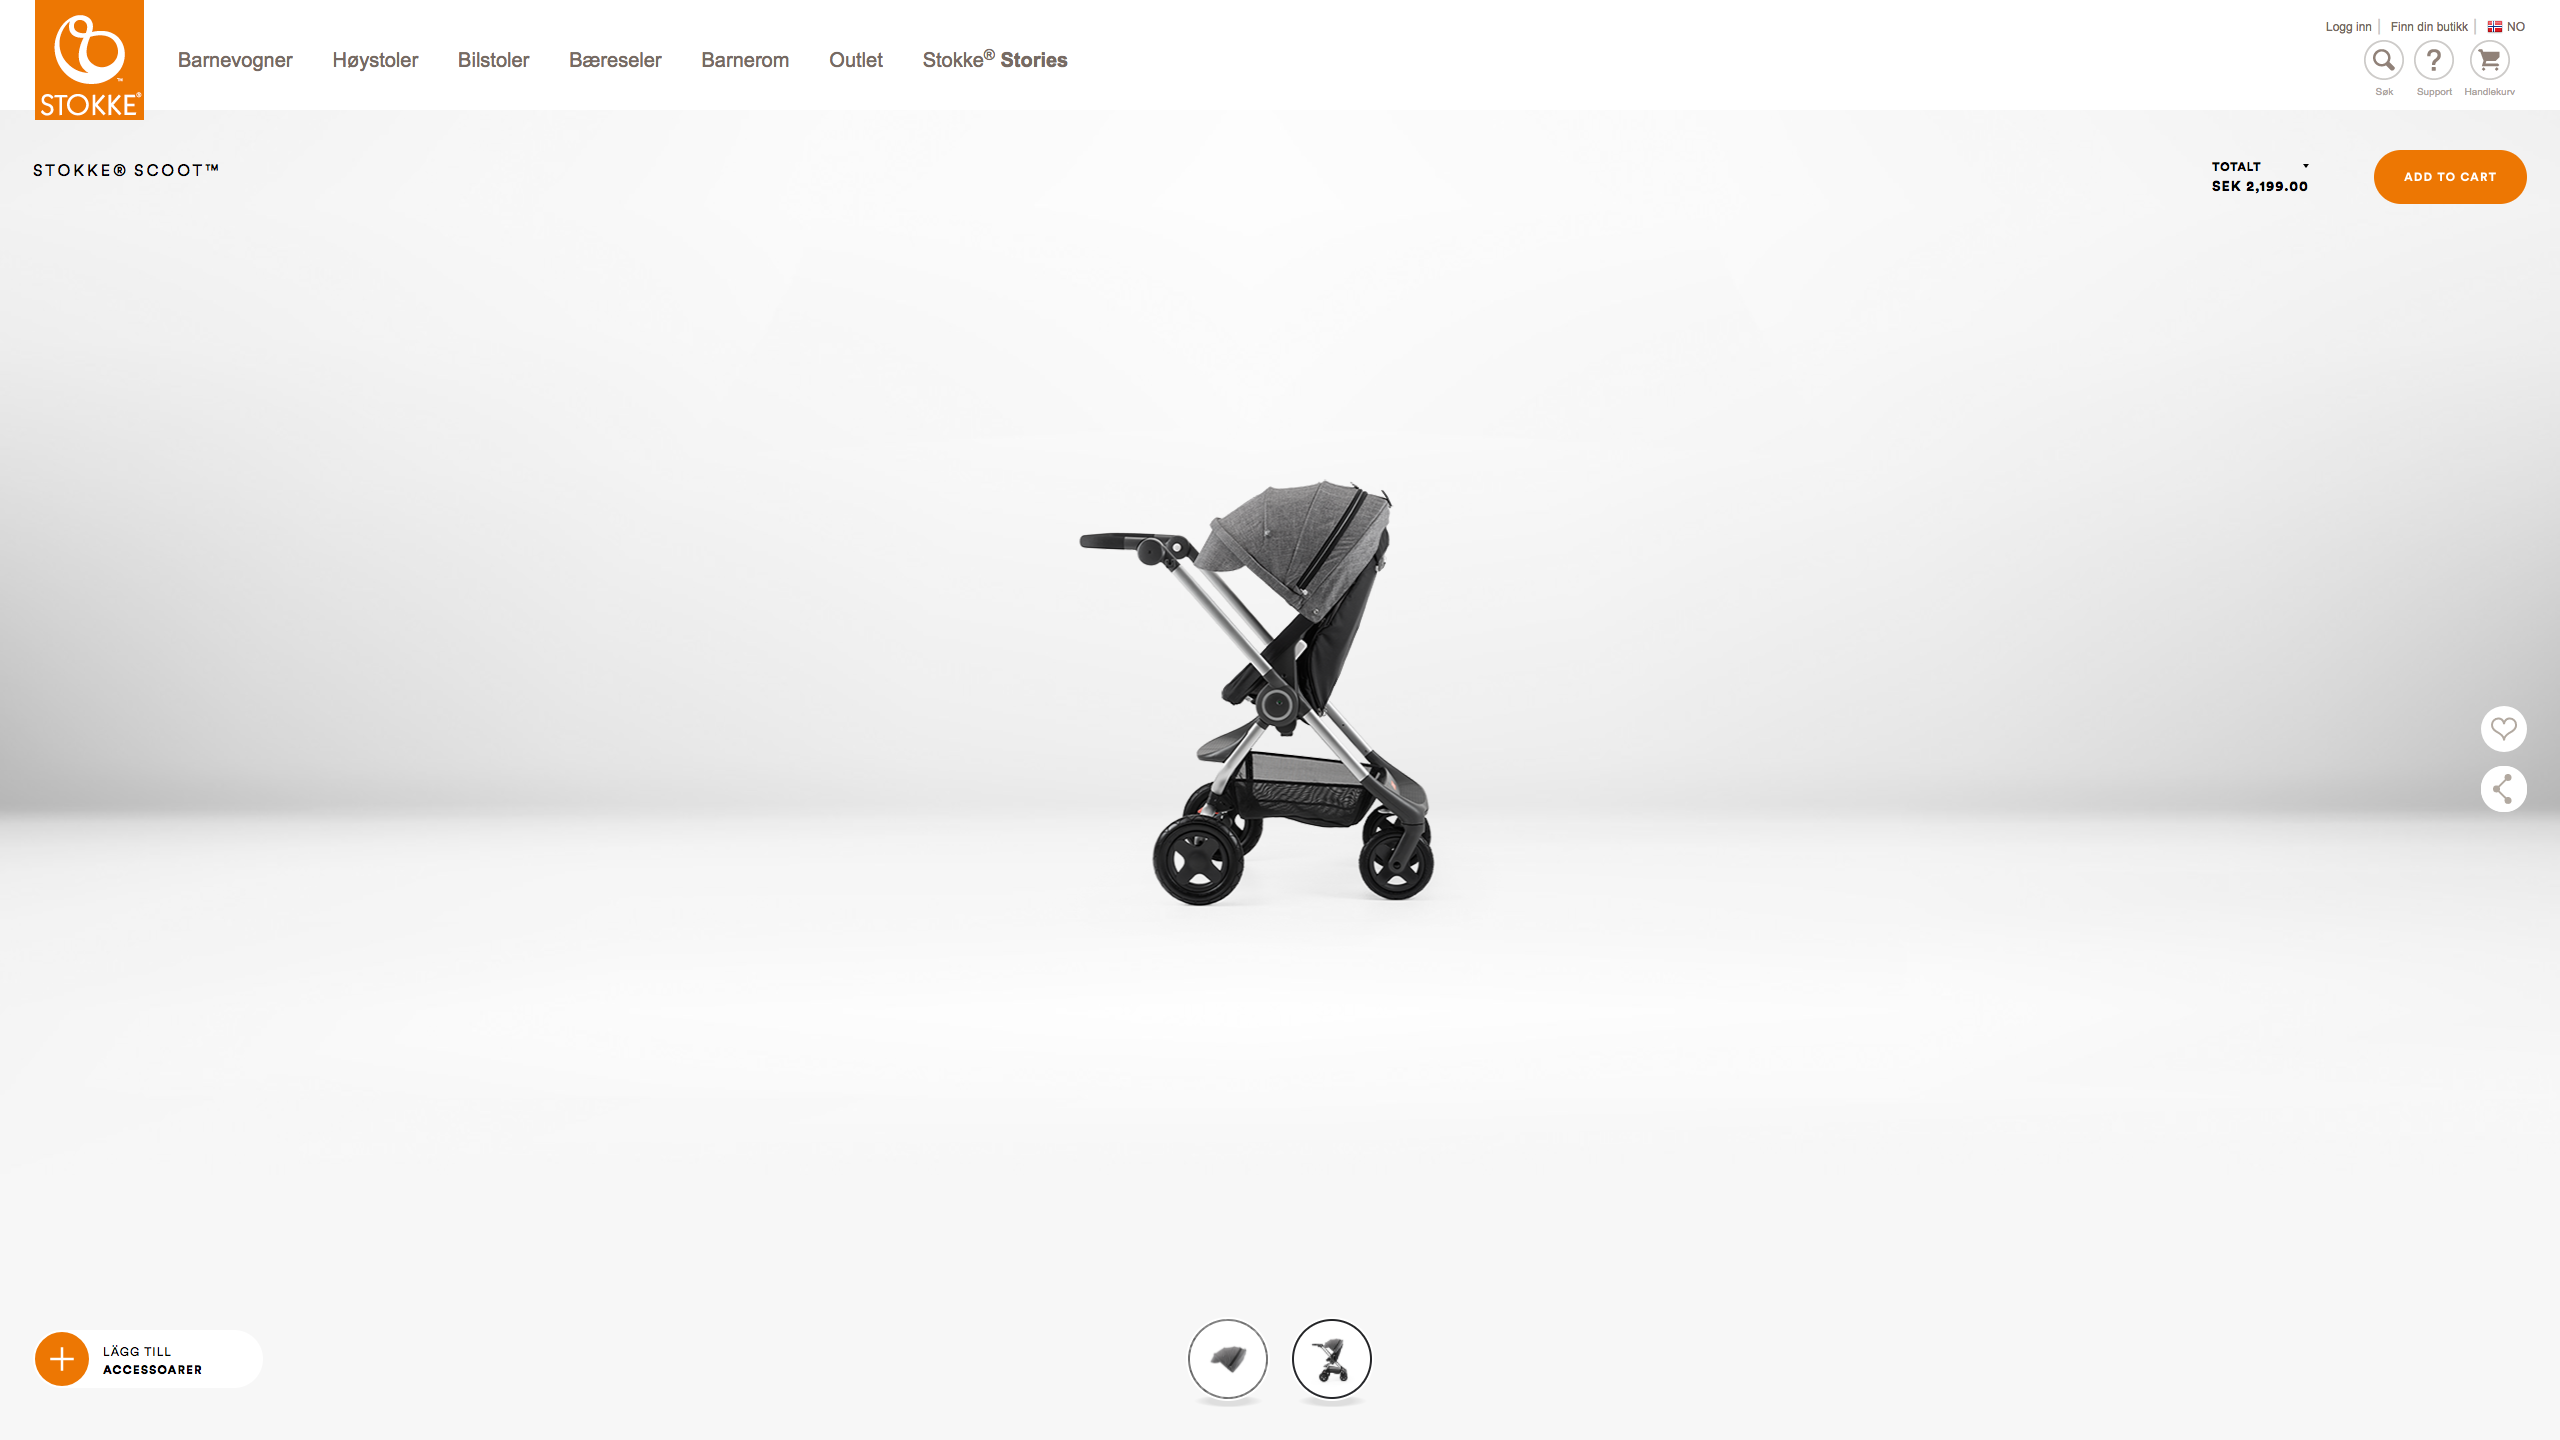 Logg inn
Finn din butikk
NO
STOKKE®
Barnevogner
Høystoler
Bilstoler
Bæreseler
Barnerom
Outlet
Stokke® Stories
Søk
Support
Handlekurv
STOKKE® SCOOT™
TOTALT
SEK 2,199.00
ADD TO CART
LÄGG TILL
ACCESSOARER